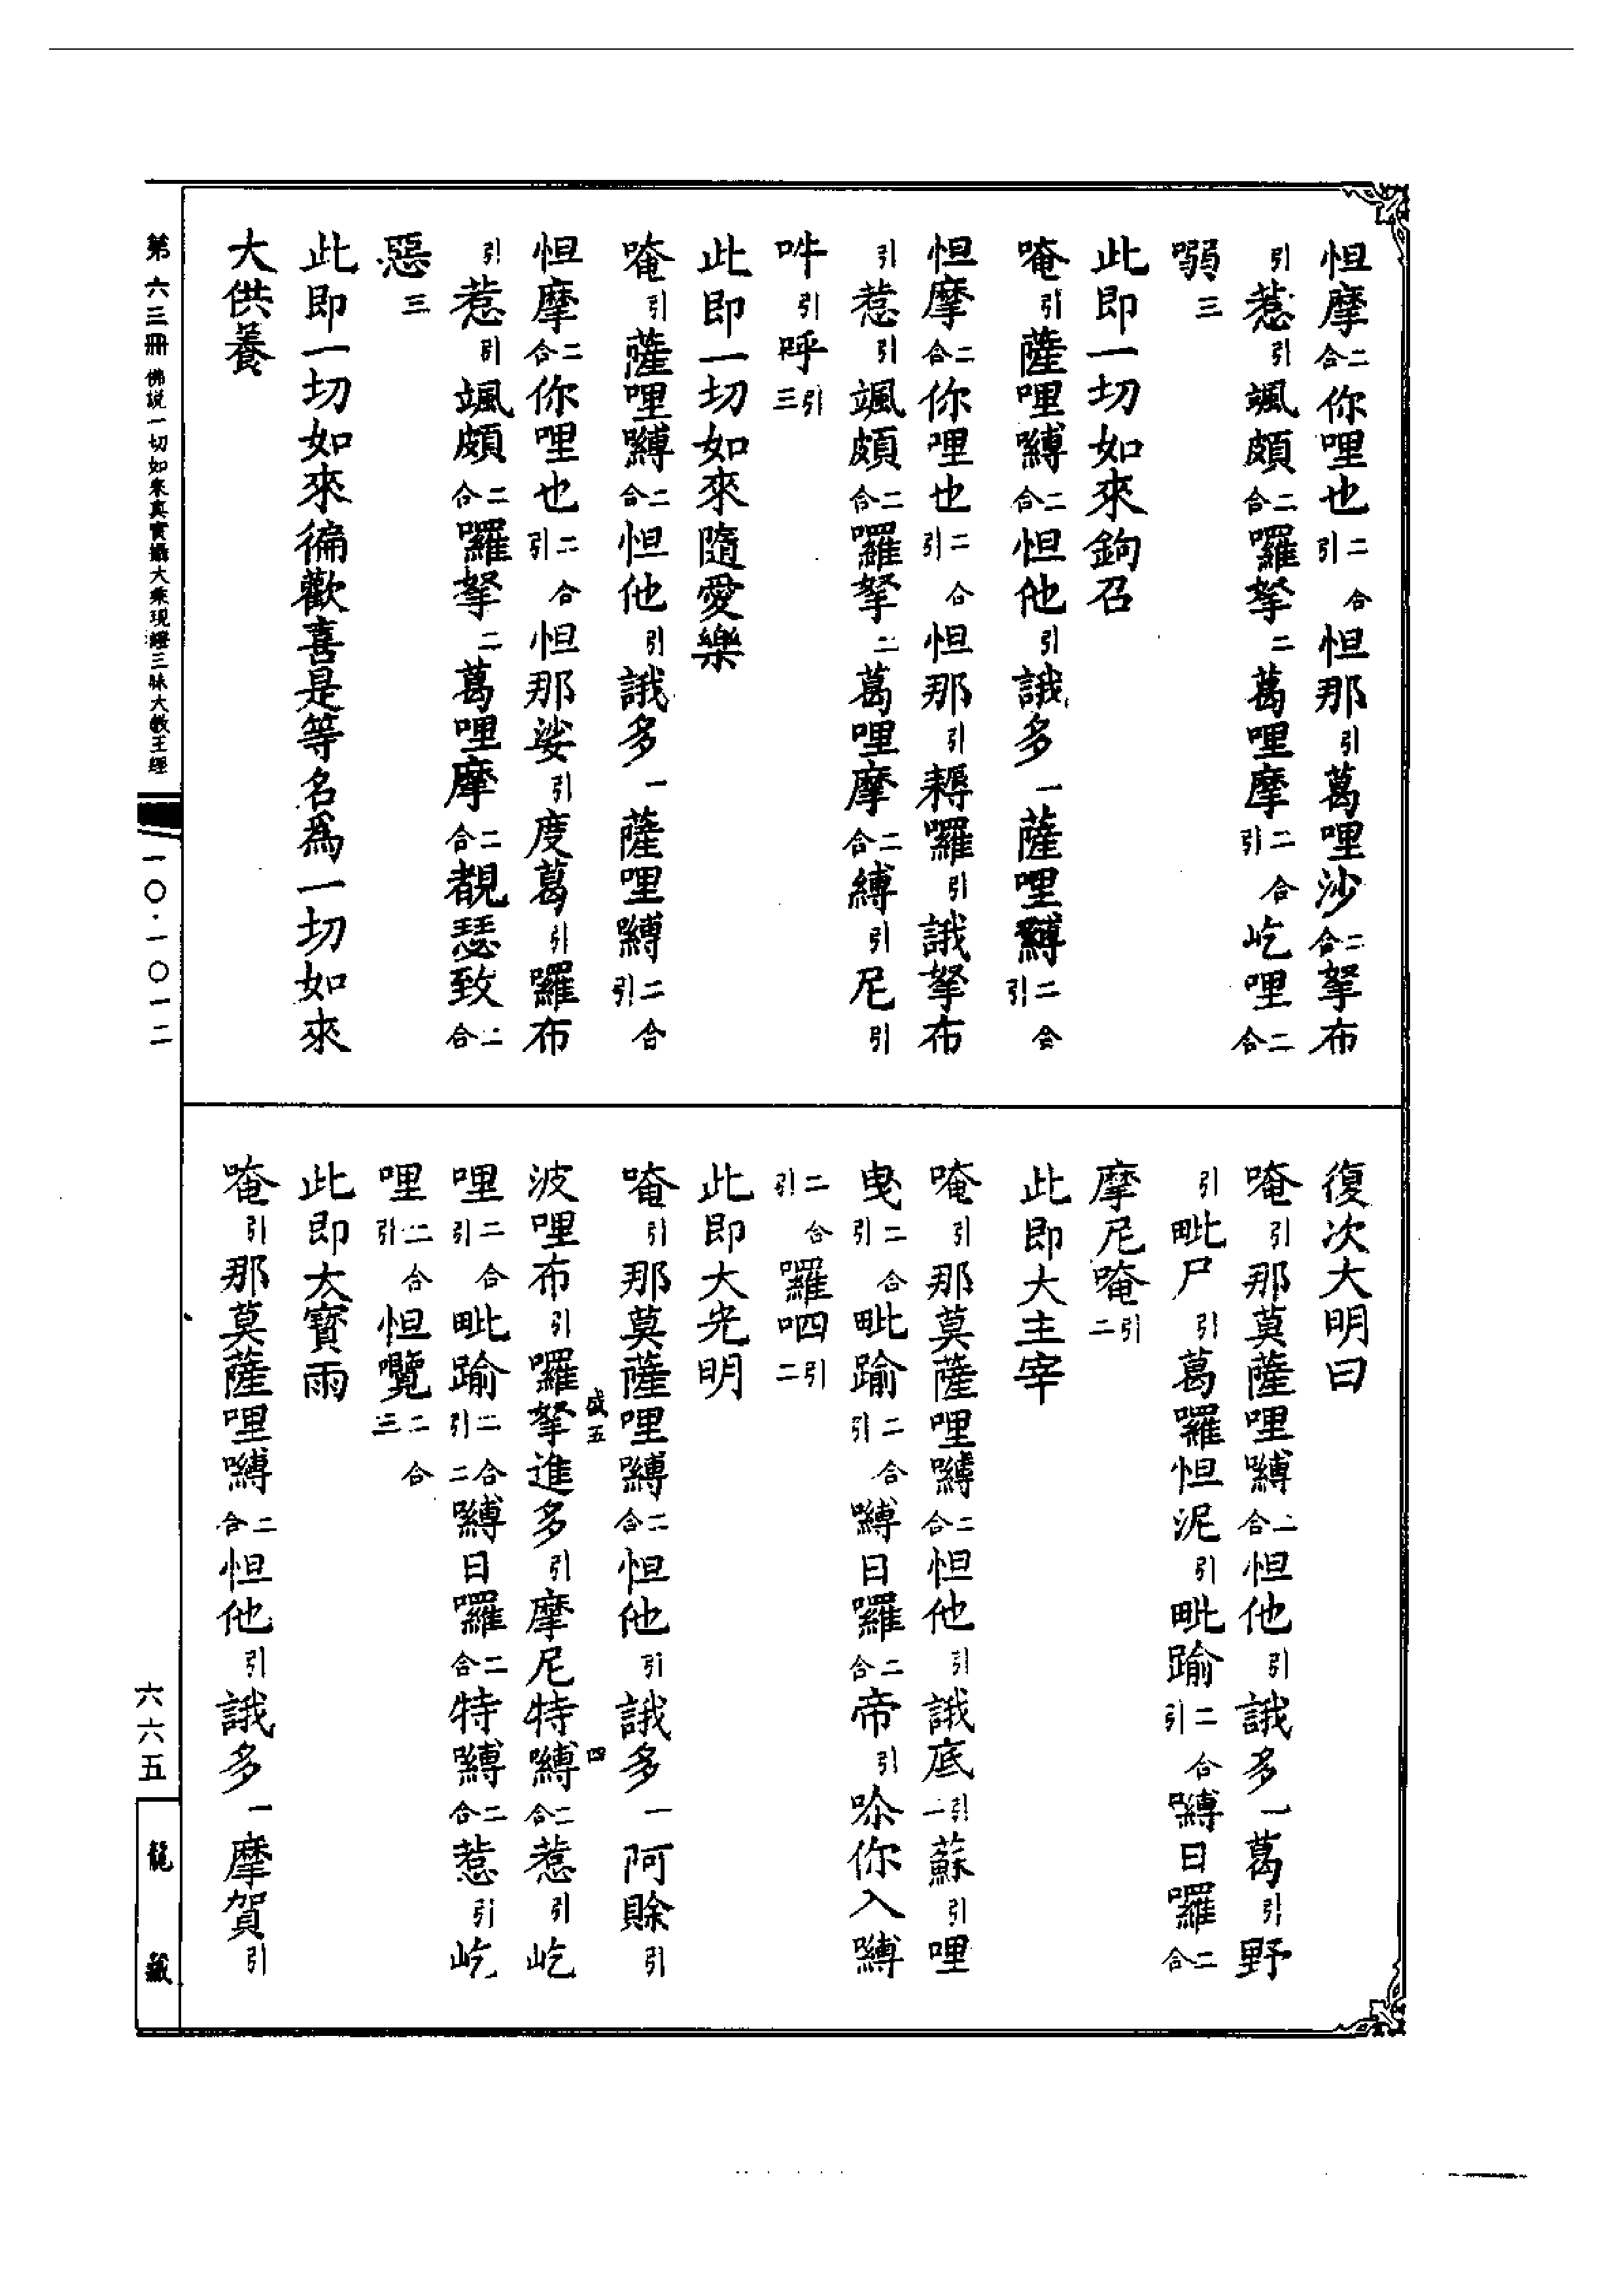 怛摩二合你哩也二合引怛那引葛哩沙二合拏布
引惹引颯頗二合囉拏二葛哩摩二合引屹哩二合
嚩三
此即一切如來鉤召
唵引薩哩嚩二合怛他引誐多一薩哩嚩二合引
怛摩二合你哩也二合引怛那引耨囉引誐拏布
引惹引颯頗二合囉拏二葛哩摩二合縛引尼引
吽引呼引三
此即一切如來隨愛樂
唵引薩哩嚩二合怛他引誐多一薩哩嚩二合引
怛摩二合你哩也二合引怛那娑引度葛引囉布
引惹引颯頗二合囉拏二葛哩摩二合覩瑟致二合
惡三
此即一切如來徧歡喜是等名為一切如來
大供養
復次大明曰
唵引那莫薩哩嚩二合怛他引誐多一葛引野
引毗尸引葛囉怛泥引毗踰二合引嚩日囉二合
摩尼唵引二
此即大主宰
唵引那莫薩哩嚩二合怛他引誐底引一蘇引哩
曳二合引毗踰二合引嚩日囉二合帝引哚你入嚩
二合引囉呬引二
此即大光明
唵引那莫薩哩嚩二合怛他引誐多一阿賒引
波哩布引囉拏進多引摩尼特嚩二合惹引屹
哩二合引毗踰二合引二嚩日囉二合特嚩二合惹引屹
哩二合引怛囕二合三
此即大寶雨
唵引那莫薩哩嚩二合怛他引誐多一摩賀引
盛五
四
第六三冊 佛說一切如來真實攝大乘現證三昧大教王經
一〇·一〇一二
六六五
龍藏